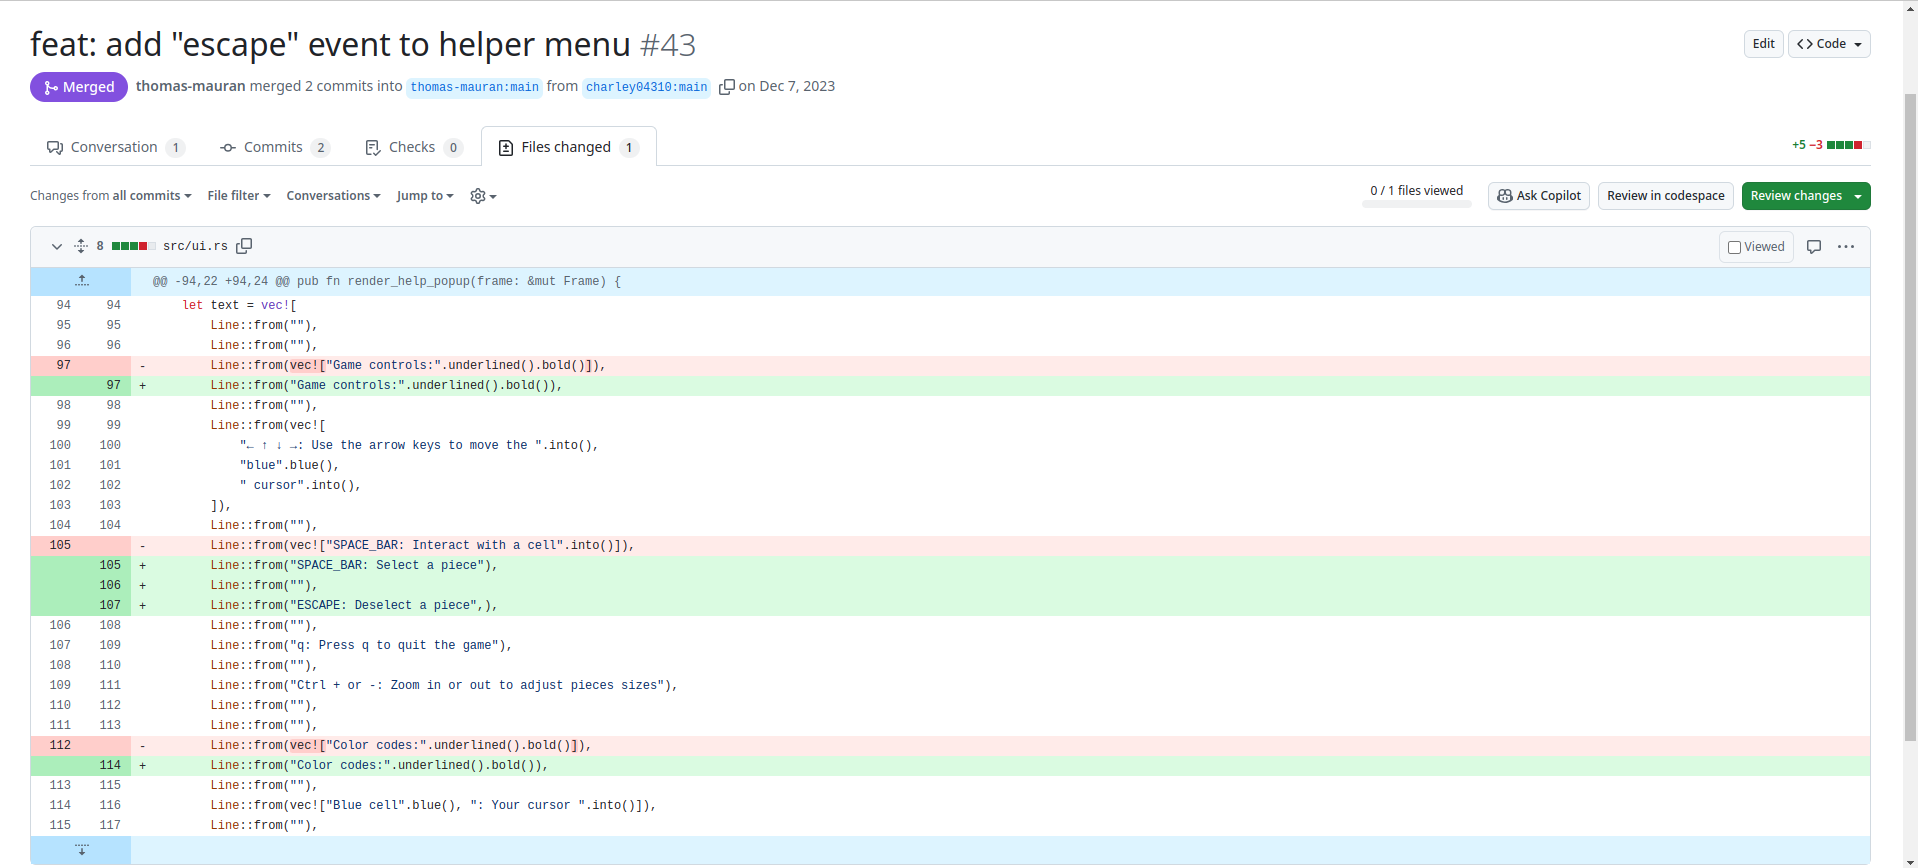 feat: add "escape" event to helper menu #43
Edit
Code
Merged
thomas-mauran merged 2 commits into thomas-mauran:main from charley04310:main on Dec 7, 2023
Conversation 1
Commits 2
Checks 0
Files changed 1
+5 −3
Changes from all commits
File filter
Conversations
Jump to
0 / 1 files viewed
Ask Copilot
Review in codespace
Review changes
8 src/ui.rs
Viewed
@@ -94,22 +94,24 @@ pub fn render_help_popup(frame: &mut Frame) {
94 94 let text = vec![
95 95 Line::from(""),
96 96 Line::from(""),
97 - Line::from(vec!["Game controls:".underlined().bold()]),
97 + Line::from("Game controls:".underlined().bold()),
98 98 Line::from(""),
99 99 Line::from(vec![
100 100 "← ↑ ↓ →: Use the arrow keys to move the ".into(),
101 101 "blue".blue(),
102 102 " cursor".into(),
103 103 ]),
104 104 Line::from(""),
105 - Line::from(vec!["SPACE_BAR: Interact with a cell".into()]),
105 + Line::from("SPACE_BAR: Select a piece"),
106 + Line::from(""),
107 + Line::from("ESCAPE: Deselect a piece",),
106 108 Line::from(""),
107 109 Line::from("q: Press q to quit the game"),
108 110 Line::from(""),
109 111 Line::from("Ctrl + or -: Zoom in or out to adjust pieces sizes"),
110 112 Line::from(""),
111 113 Line::from(""),
112 - Line::from(vec!["Color codes:".underlined().bold()]),
114 + Line::from("Color codes:".underlined().bold()),
113 115 Line::from(""),
114 116 Line::from(vec!["Blue cell".blue(), ": Your cursor ".into()]),
115 117 Line::from(""),